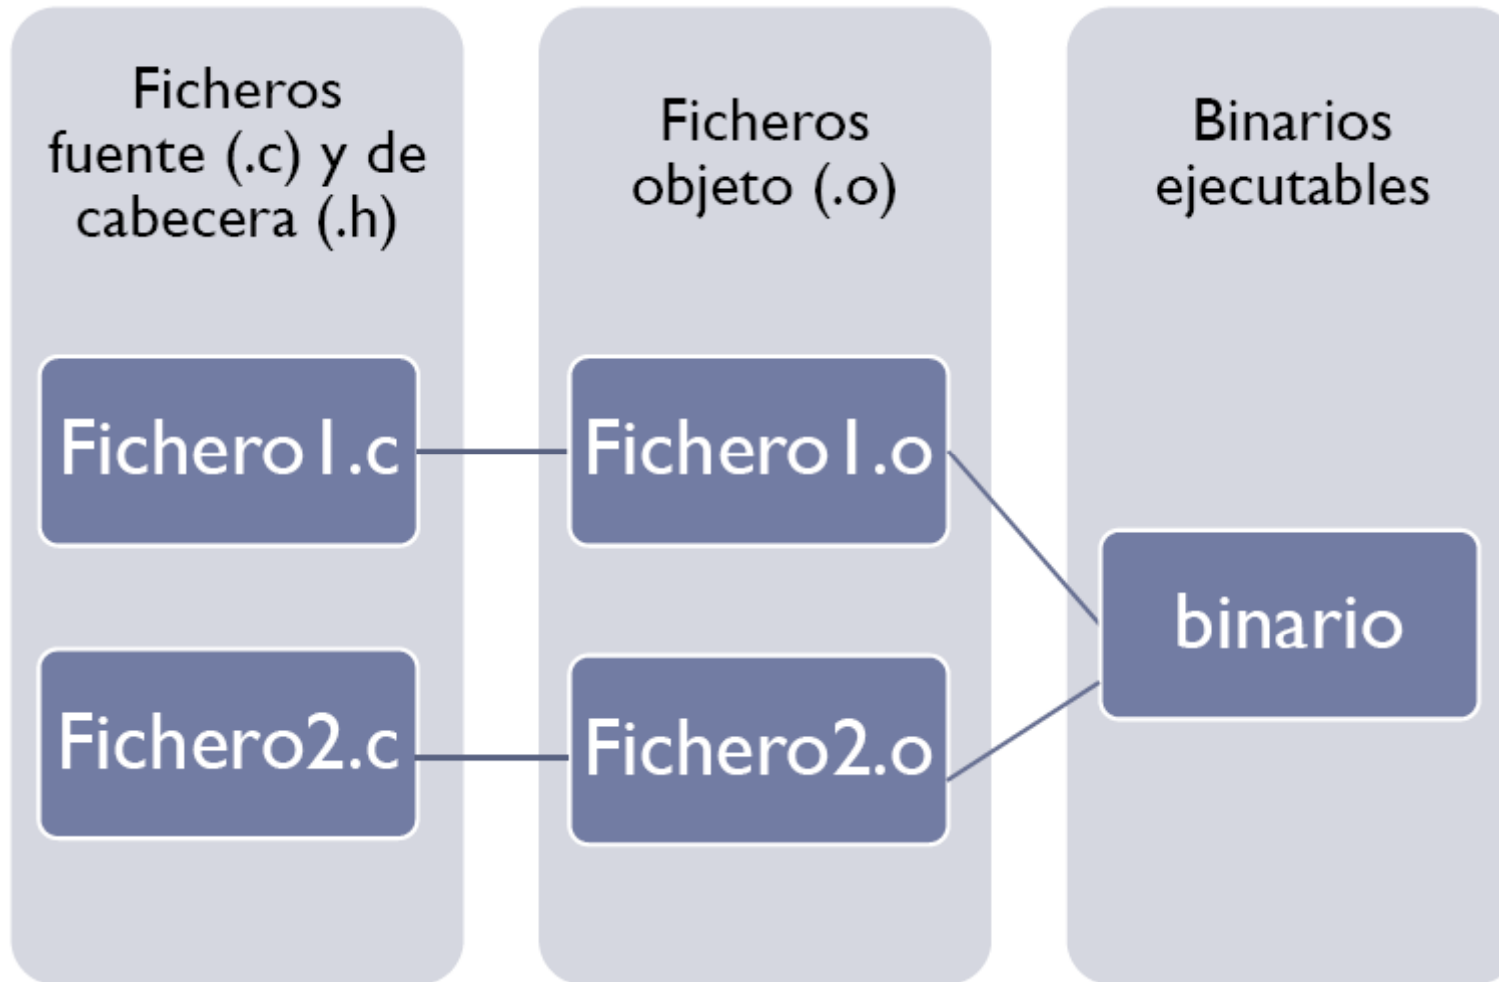 Ficheros
fuente (.c) y de
cabecera (.h)
Ficheros
objeto (.o)
Binarios
ejecutables
Fichero1.c
Fichero1.o
binario
Fichero2.c
Fichero2.o